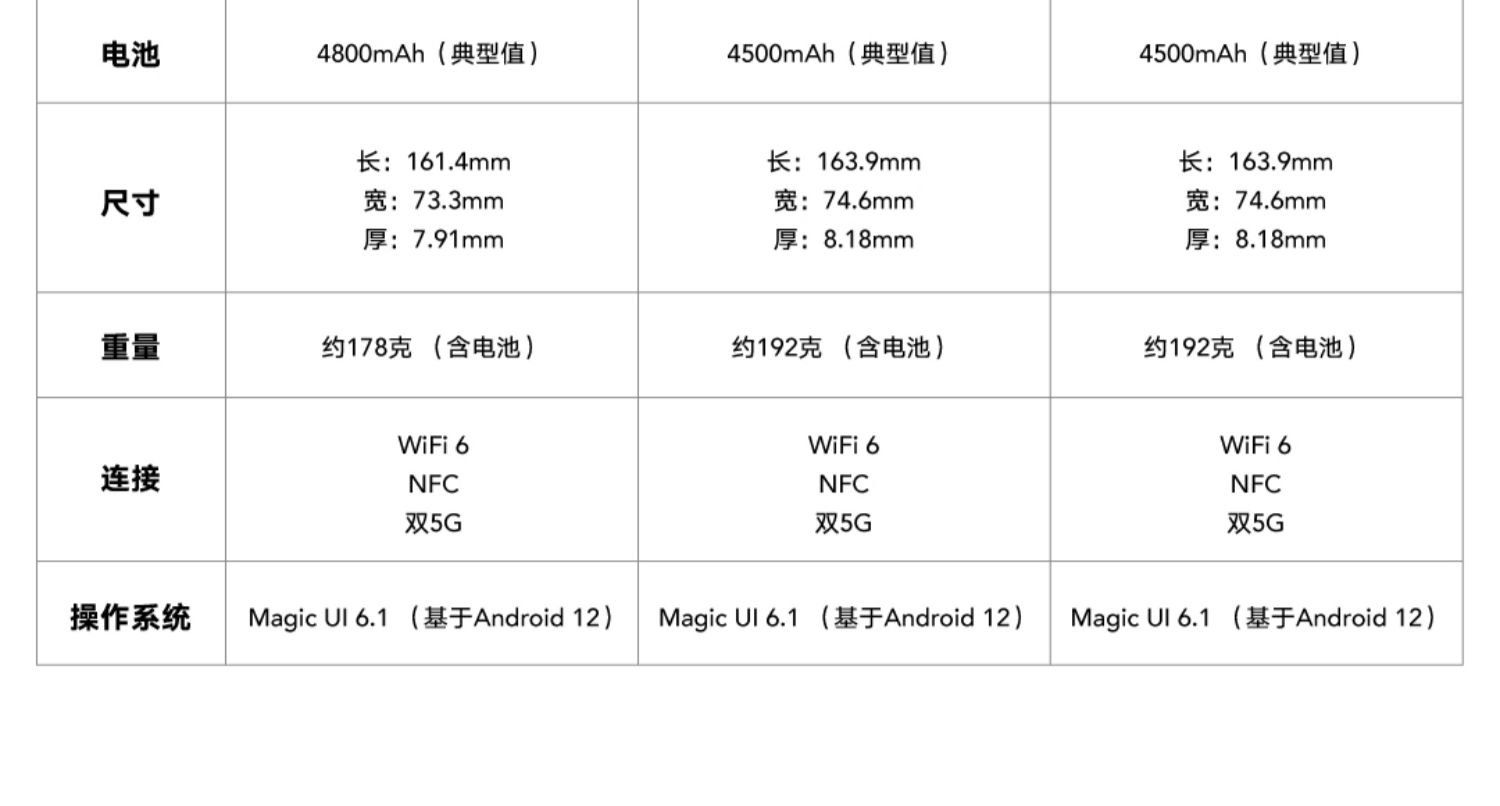 电池
4800mAh（典型值）
4500mAh（典型值）
4500mAh（典型值）
尺寸
长：161.4mm
宽：73.3mm
厚：7.91mm
长：163.9mm
宽：74.6mm
厚：8.18mm
长：163.9mm
宽：74.6mm
厚：8.18mm
重量
约178克 （含电池）
约192克 （含电池）
约192克 （含电池）
连接
WiFi 6
NFC
双5G
WiFi 6
NFC
双5G
WiFi 6
NFC
双5G
操作系统
Magic UI 6.1 （基于Android 12）
Magic UI 6.1 （基于Android 12）
Magic UI 6.1 （基于Android 12）